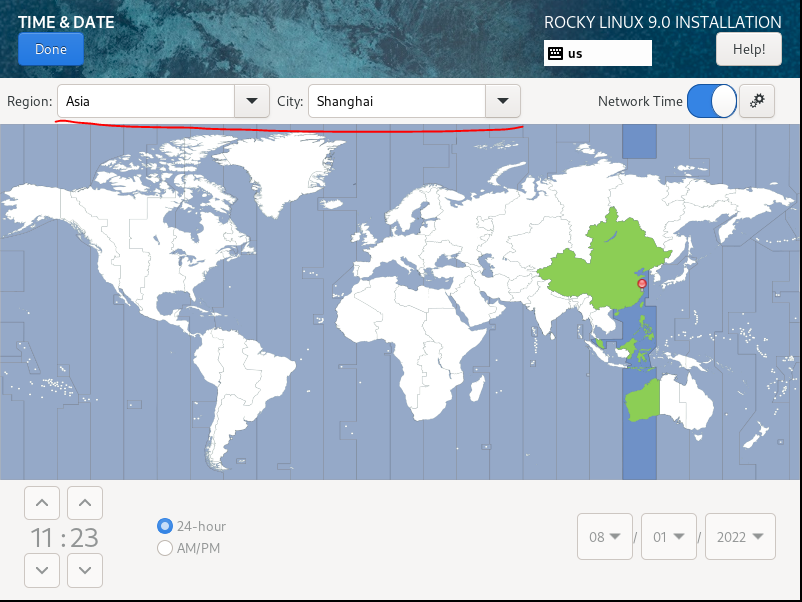 TIME & DATE
ROCKY LINUX 9.0 INSTALLATION
Done
us
Help!
Region: Asia City: Shanghai Network Time
11 : 23
24-hour
AM/PM
08 / 01 / 2022